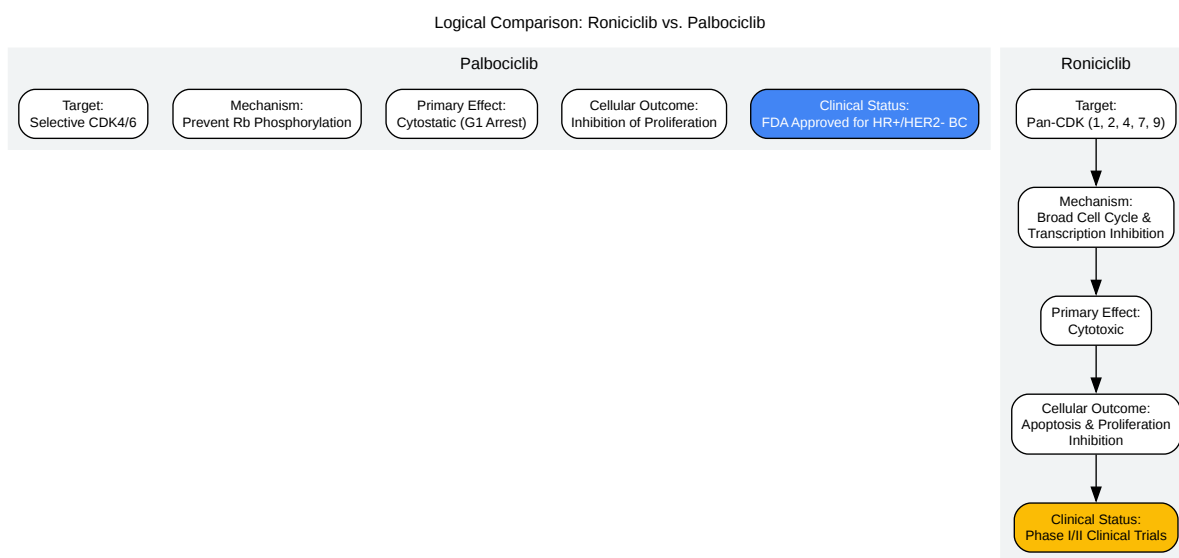 Logical Comparison: Roniciclib vs. Palbociclib
Palbociclib
Target:
Selective CDK4/6
Mechanism:
Prevent Rb Phosphorylation
Primary Effect:
Cytostatic (G1 Arrest)
Cellular Outcome:
Inhibition of Proliferation
Clinical Status:
FDA Approved for HR+/HER2- BC
Roniciclib
Target:
Pan-CDK (1, 2, 4, 7, 9)
Mechanism:
Broad Cell Cycle &
Transcription Inhibition
Primary Effect:
Cytotoxic
Cellular Outcome:
Apoptosis & Proliferation
Inhibition
Clinical Status:
Phase I/II Clinical Trials